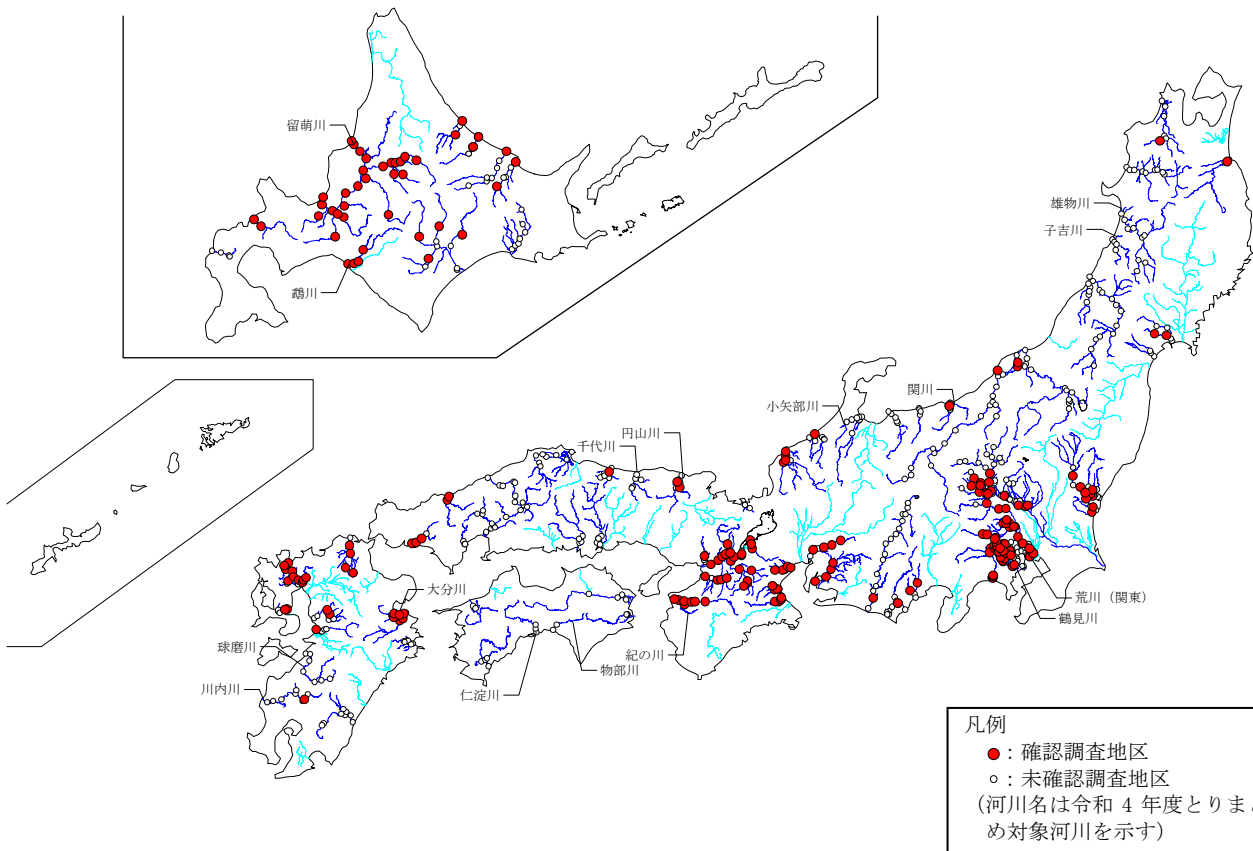 留萌川
鵡川
雄物川
子吉川
関川
小矢部川
円山川
千代川
大分川
球磨川
川内川
仁淀川
物部川
紀の川
荒川（関東）
鶴見川
凡例
：確認調査地区
：未確認調査地区
（河川名は令和 4 年度とりまと
め対象河川を示す）